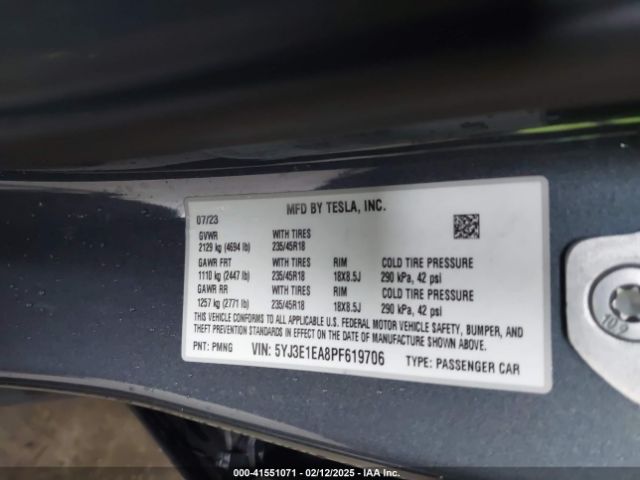 MFD BY TESLA, INC.
07/23
GVWR WITH TIRES
2129 kg (4694 lb) 235/45R18
GAWR FRT WITH TIRES RIM COLD TIRE PRESSURE
1110 kg (2447 lb) 235/45R18 18X8.5J 290 kPa, 42 psi
GAWR RR WITH TIRES RIM COLD TIRE PRESSURE
1257 kg (2771 lb) 235/45R18 18X8.5J 290 kPa, 42 psi
THIS VEHICLE CONFORMS TO ALL APPLICABLE U.S. FEDERAL MOTOR VEHICLE SAFETY, BUMPER, AND
THEFT PREVENTION STANDARDS IN EFFECT ON THE DATE OF MANUFACTURE SHOWN ABOVE.
PNT: PMNG VIN: 5YJ3E1EA8PF619706 TYPE: PASSENGER CAR
10.9
000-41551071 - 02/12/2025 - IAA Inc.